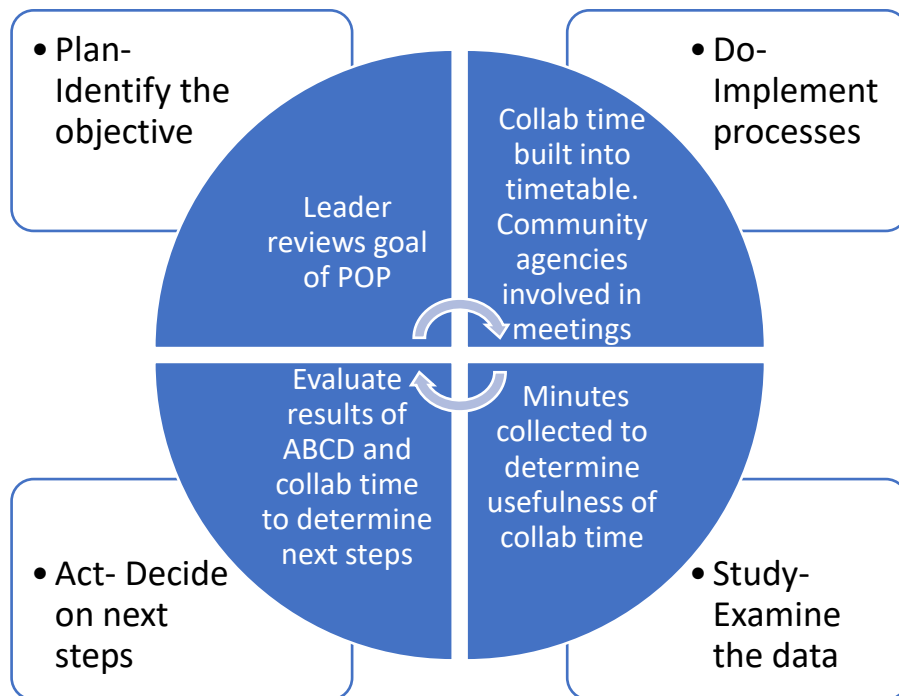 • Plan-
Identify the
objective
Leader
reviews goal
of POP
• Do-
Implement
processes
Collab time
built into
timetable.
Community
agencies
involved in
meetings
• Study-
Examine
the data
Minutes
collected to
determine
usefulness of
collab time
• Act- Decide
on next
steps
Evaluate
results of
ABCD and
collab time
to determine
next steps